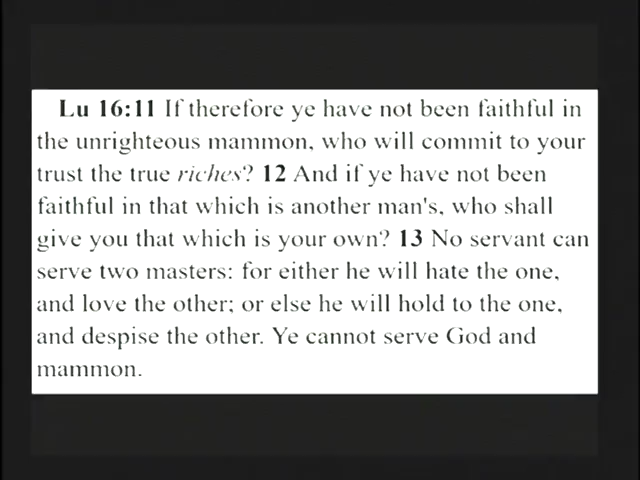 Lu 16:11 If therefore ye have not been faithful in
the unrighteous mammon, who will commit to your
trust the true riches? 12 And if ye have not been
faithful in that which is another man's, who shall
give you that which is your own? 13 No servant can
serve two masters: for either he will hate the one,
and love the other; or else he will hold to the one,
and despise the other. Ye cannot serve God and
mammon.